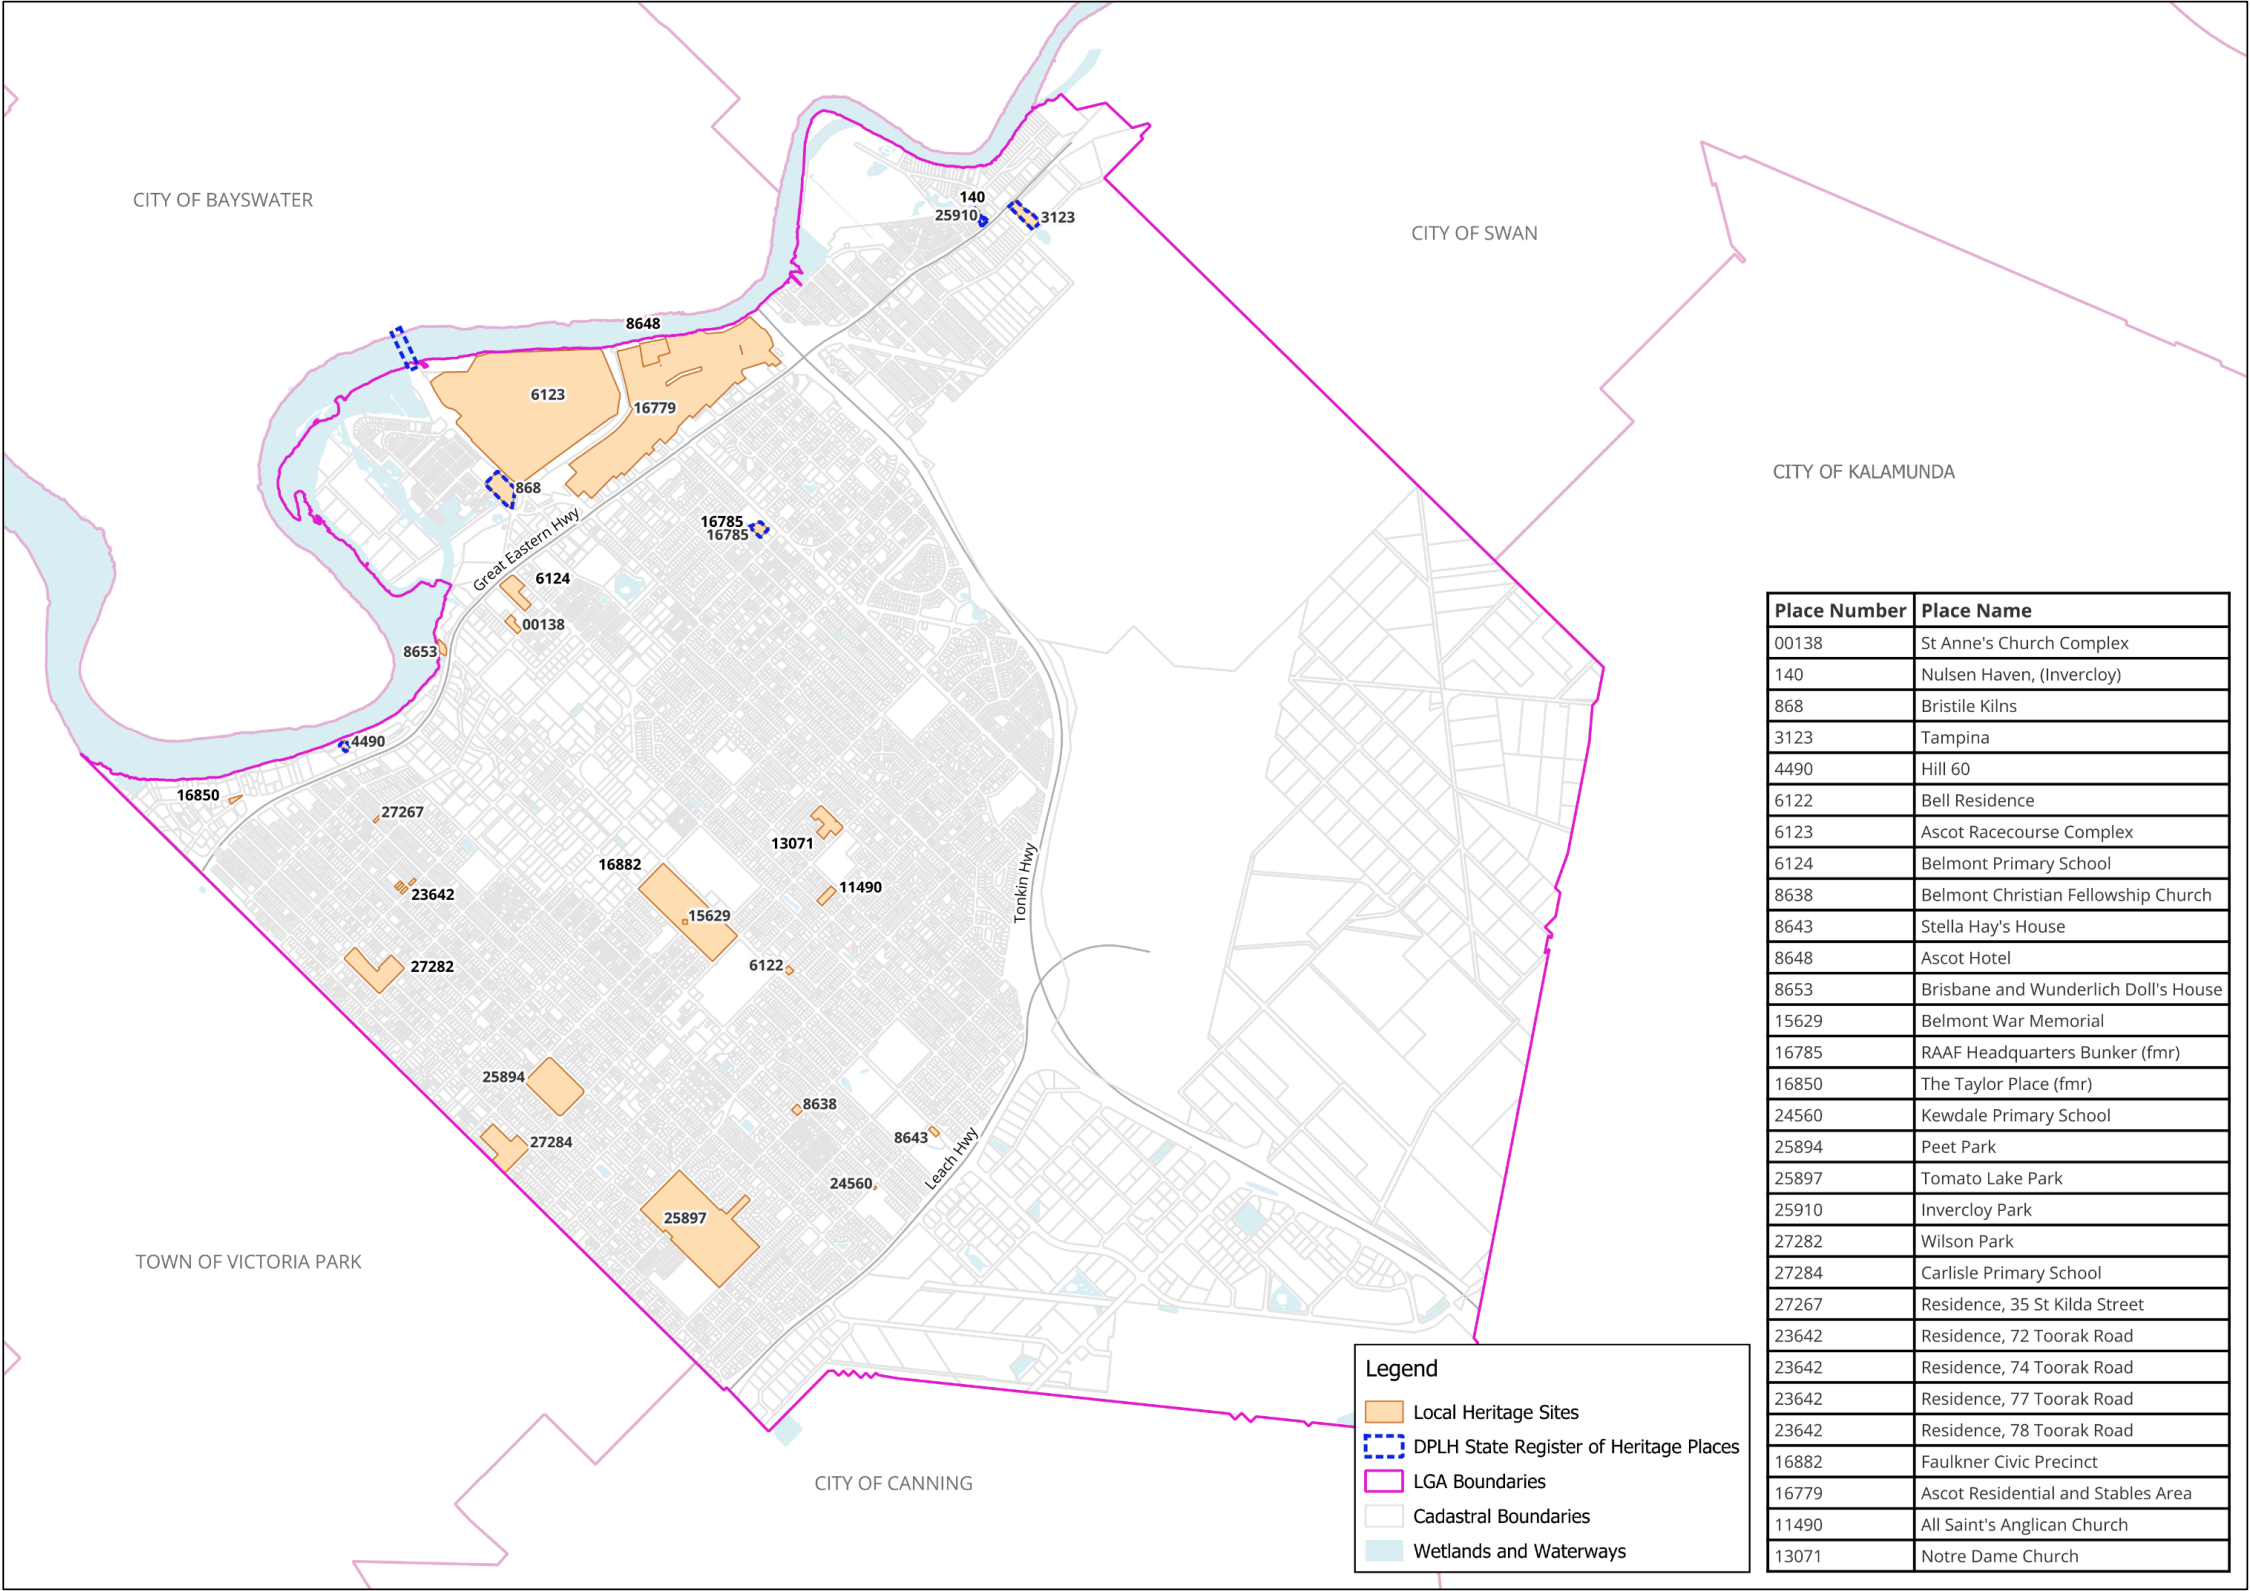 CITY OF BAYSWATER
140
25910
3123
CITY OF SWAN
8648
6123
16779
CITY OF KALAMUNDA
868
16785
16785
Great Eastern Hwy
6124
00138
8653
4490
16850
27267
13071
16882
11490
23642
15629
Tonkin Hwy
27282
6122
25894
8638
27284
8643
Leach Hwy
24560
25897
TOWN OF VICTORIA PARK
CITY OF CANNING
Place Number Place Name
00138 St Anne's Church Complex
140 Nulsen Haven, (Invercloy)
868 Bristile Kilns
3123 Tampina
4490 Hill 60
6122 Bell Residence
6123 Ascot Racecourse Complex
6124 Belmont Primary School
8638 Belmont Christian Fellowship Church
8643 Stella Hay's House
8648 Ascot Hotel
8653 Brisbane and Wunderlich Doll's House
15629 Belmont War Memorial
16785 RAAF Headquarters Bunker (fmr)
16850 The Taylor Place (fmr)
24560 Kewdale Primary School
25894 Peet Park
25897 Tomato Lake Park
25910 Invercloy Park
27282 Wilson Park
27284 Carlisle Primary School
27267 Residence, 35 St Kilda Street
23642 Residence, 72 Toorak Road
23642 Residence, 74 Toorak Road
23642 Residence, 77 Toorak Road
23642 Residence, 78 Toorak Road
16882 Faulkner Civic Precinct
16779 Ascot Residential and Stables Area
11490 All Saint's Anglican Church
13071 Notre Dame Church
Legend
Local Heritage Sites
DPLH State Register of Heritage Places
LGA Boundaries
Cadastral Boundaries
Wetlands and Waterways